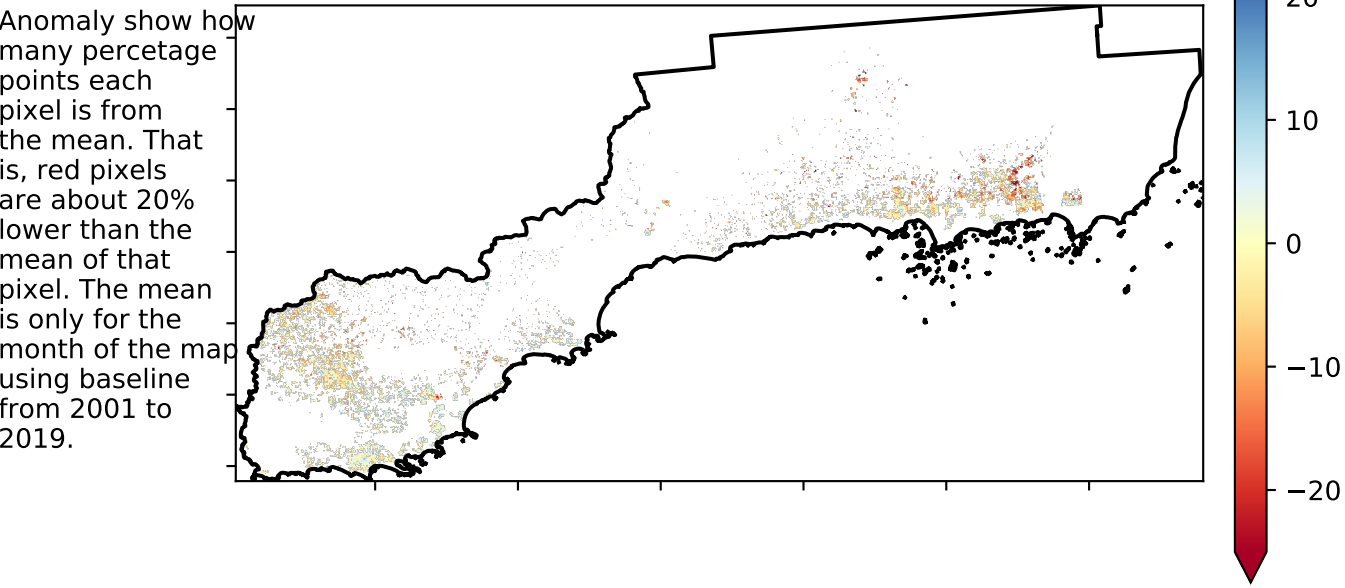 Anomaly show how
many percetage
points each
pixel is from
the mean. That
is, red pixels
are about 20%
lower than the
mean of that
pixel. The mean
is only for the
month of the map
using baseline
from 2001 to
2019.
20
10
0
−10
−20